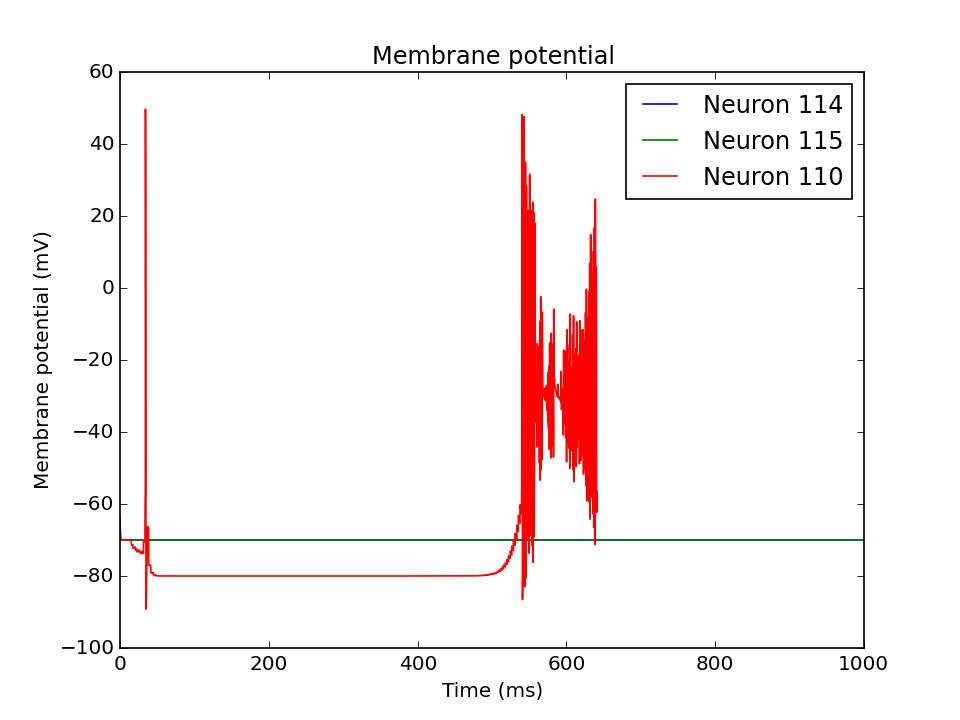 Membrane potential
60
40
20
0
−20
−40
−60
−80
−100
Membrane potential (mV)
Neuron 114
Neuron 115
Neuron 110
0 200 400 600 800 1000
Time (ms)